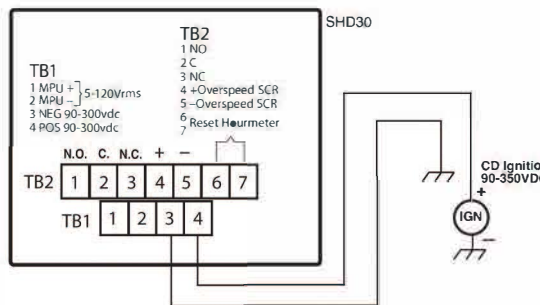 SHD30
TB1
1 MPU +
2 MPU –
5-120Vrms
3 NEG 90-300vdc
4 POS 90-300vdc
TB2
1 NO
2 C
3 NC
4 +Overspeed SCR
5 –Overspeed SCR
6
7
Reset Hourmeter
N.O. C. N.C. + –
TB2 1 2 3 4 5 6 7
TB1 1 2 3 4
CD Ignitio
90-350VD
+
IGN
–